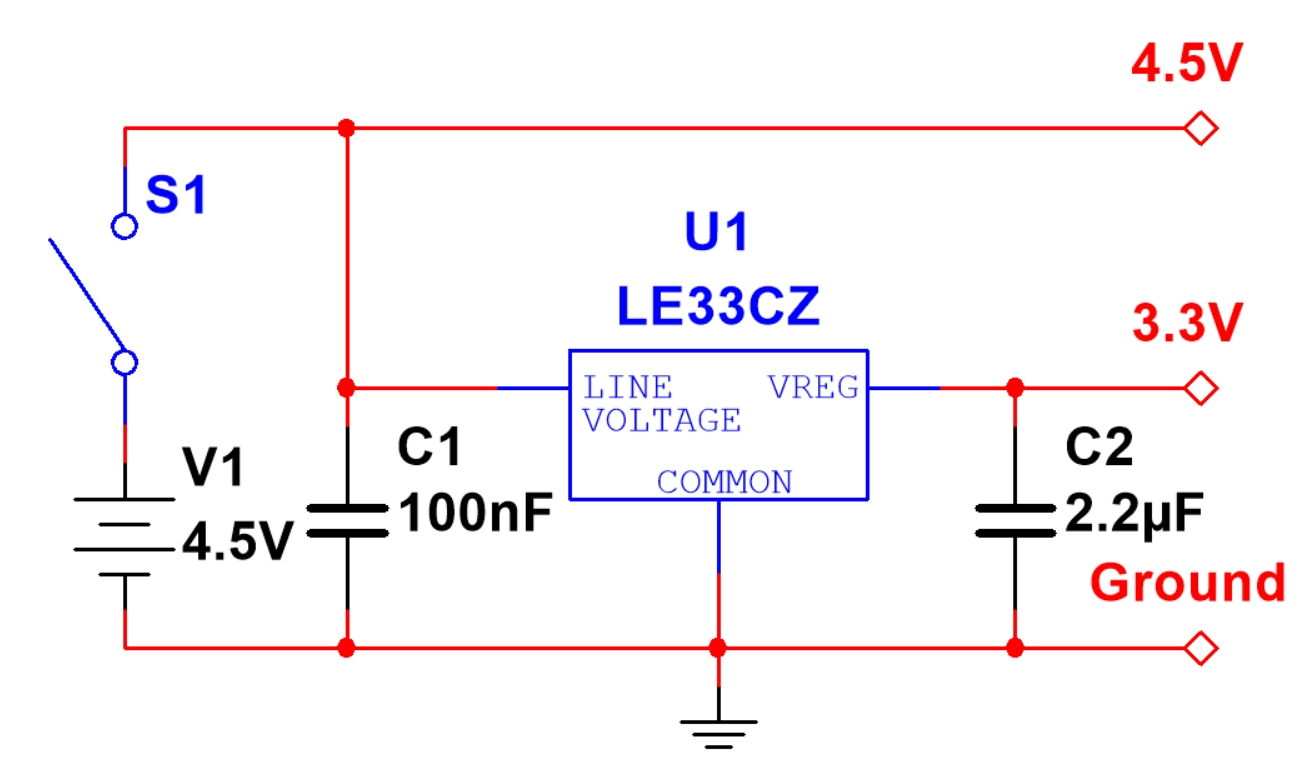 4.5V
S1
U1
LE33CZ
3.3V
LINE
VOLTAGE
VREG
COMMON
V1
4.5V
C1
100nF
C2
2.2µF
Ground